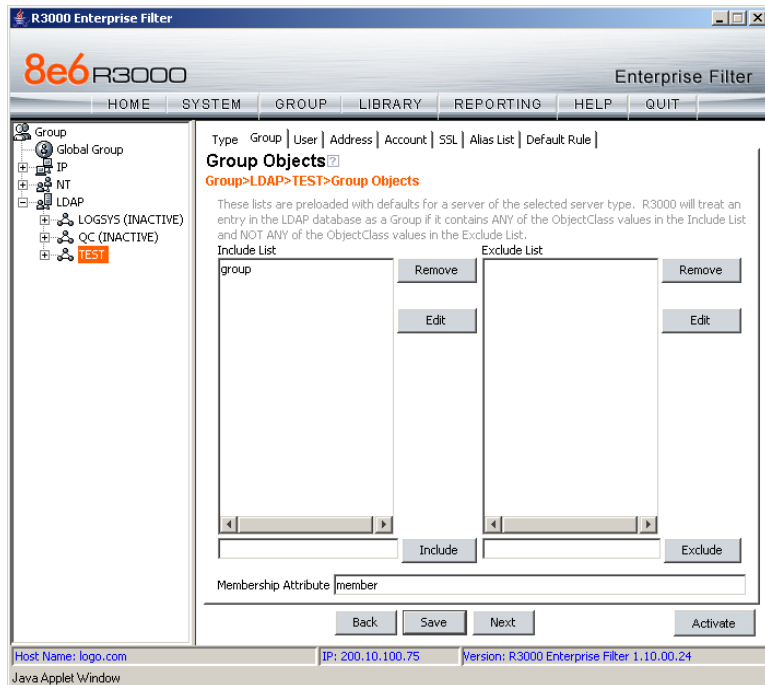 R3000 Enterprise Filter
8e6 R3000
Enterprise Filter
HOME SYSTEM GROUP LIBRARY REPORTING HELP QUIT
Group
Global Group
IP
NT
LDAP
LOGSYS (INACTIVE)
QC (INACTIVE)
TEST
Type Group User Address Account SSL Alias List Default Rule
Group Objects?
Group>LDAP>TEST>Group Objects
These lists are preloaded with defaults for a server of the selected server type. R3000 will treat an
entry in the LDAP database as a Group if it contains ANY of the ObjectClass values in the Include List
and NOT ANY of the ObjectClass values in the Exclude List.
Include List Exclude List
group
Remove Remove
Edit Edit
Include Exclude
Membership Attribute member
Back Save Next Activate
Host Name: logo.com IP: 200.10.100.75 Version: R3000 Enterprise Filter 1.10.00.24
Java Applet Window